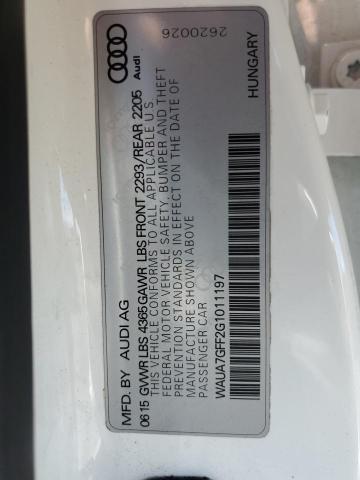 Audi
2620026
MFD. BY AUDI AG
06 15 GVWR LBS 4365 GAWR LBS FRONT 2293/REAR 2205
THIS VEHICLE CONFORMS TO ALL APPLICABLE U.S.
FEDERAL MOTOR VEHICLE SAFETY, BUMPER AND THEFT
PREVENTION STANDARDS IN EFFECT ON THE DATE OF
MANUFACTURE SHOWN ABOVE
PASSENGER CAR
WAUA7GFF2G1011197
HUNGARY